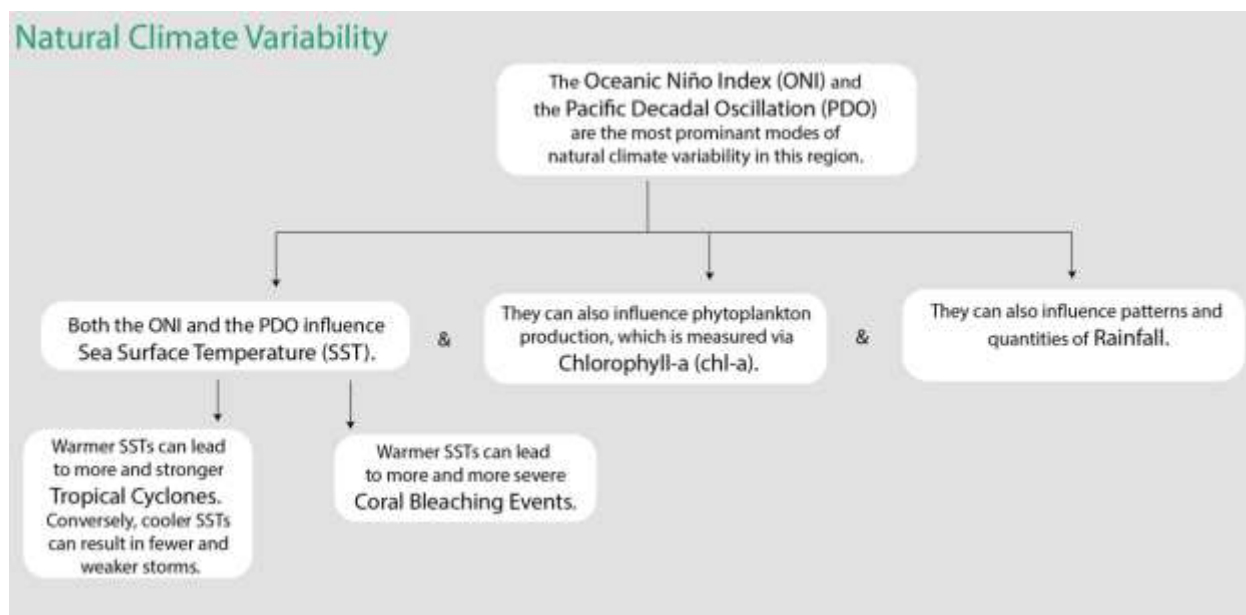 Natural Climate Variability
The Oceanic Niño Index (ONI) and
the Pacific Decadal Oscillation (PDO)
are the most prominant modes of
natural climate variability in this region.
Both the ONI and the PDO influence
Sea Surface Temperature (SST).
&
They can also influence phytoplankton
production, which is measured via
Chlorophyll-a (chl-a).
&
They can also influence patterns and
quantities of Rainfall.
Warmer SSTs can lead
to more and stronger
Tropical Cyclones.
Conversely, cooler SSTs
can result in fewer and
weaker storms.
Warmer SSTs can lead
to more and more severe
Coral Bleaching Events.